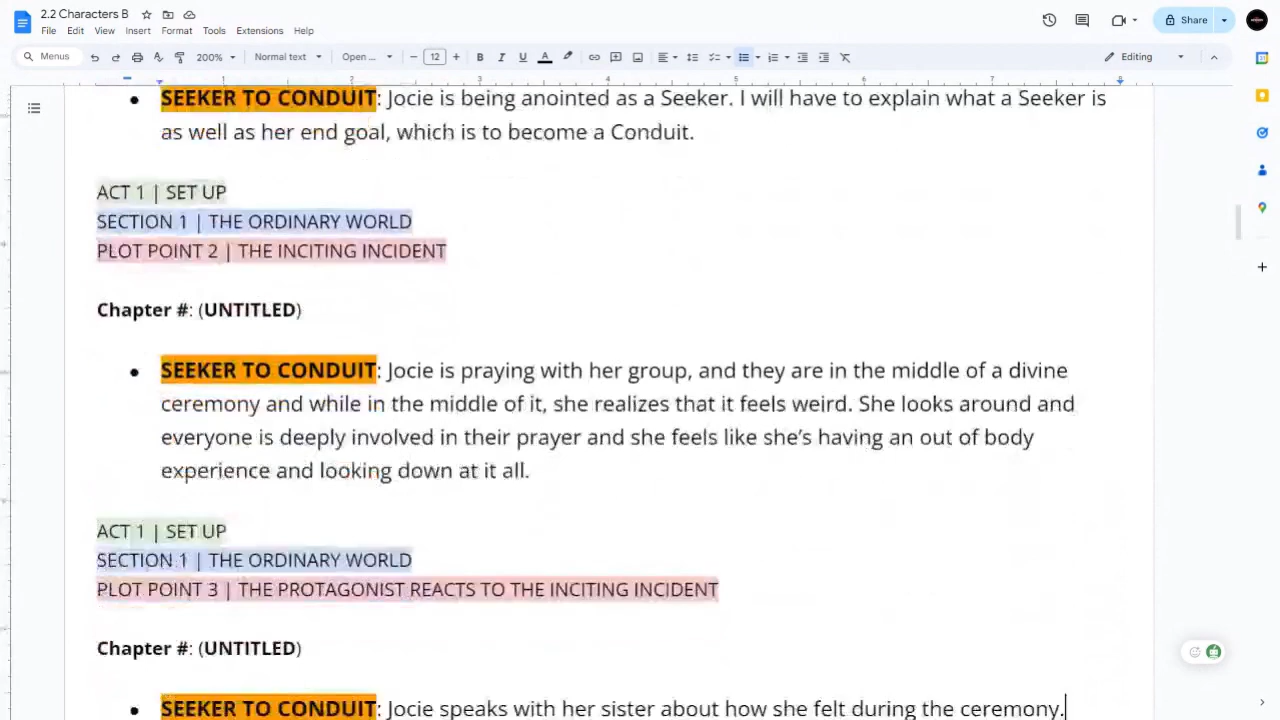 2.2 Characters B
File Edit View Insert Format Tools Extensions Help
Share
Menus 200% Normal text Open ... 12 B I U A Editing
1 2 3 4 5 6 7
SEEKER TO CONDUIT: Jocie is being anointed as a Seeker. I will have to explain what a Seeker is
as well as her end goal, which is to become a Conduit.
ACT 1 | SET UP
SECTION 1 | THE ORDINARY WORLD
PLOT POINT 2 | THE INCITING INCIDENT
Chapter #: (UNTITLED)
SEEKER TO CONDUIT: Jocie is praying with her group, and they are in the middle of a divine
ceremony and while in the middle of it, she realizes that it feels weird. She looks around and
everyone is deeply involved in their prayer and she feels like she’s having an out of body
experience and looking down at it all.
ACT 1 | SET UP
SECTION 1 | THE ORDINARY WORLD
PLOT POINT 3 | THE PROTAGONIST REACTS TO THE INCITING INCIDENT
Chapter #: (UNTITLED)
SEEKER TO CONDUIT: Jocie speaks with her sister about how she felt during the ceremony.